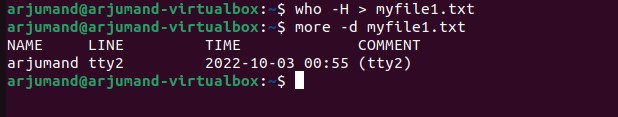 arjumand@arjumand-virtualbox:~$ who -H > myfile1.txt
arjumand@arjumand-virtualbox:~$ more -d myfile1.txt
NAME     LINE         TIME             COMMENT
arjumand tty2         2022-10-03 00:55 (tty2)
arjumand@arjumand-virtualbox:~$